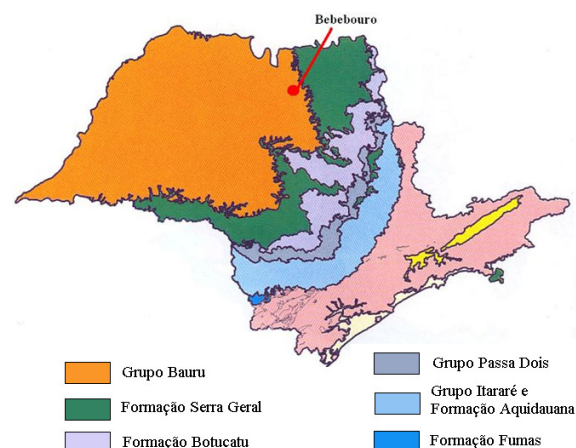 Bebebouro
Grupo Bauru
Formação Serra Geral
Formação Botucatu
Grupo Passa Dois
Grupo Itararé e
Formação Aquidauana
Formação Fumas